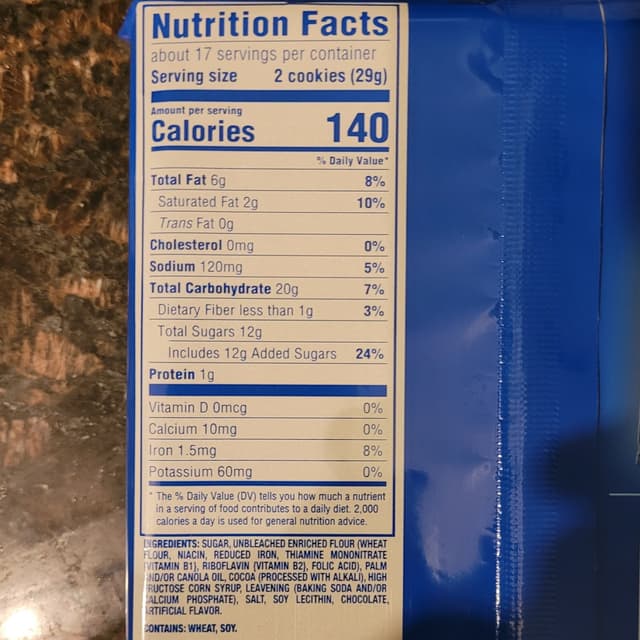 Nutrition Facts
about 17 servings per container
Serving size 2 cookies (29g)
Amount per serving
Calories 140
% Daily Value*
Total Fat 6g 8%
Saturated Fat 2g 10%
Trans Fat 0g
Cholesterol 0mg 0%
Sodium 120mg 5%
Total Carbohydrate 20g 7%
Dietary Fiber less than 1g 3%
Total Sugars 12g
Includes 12g Added Sugars 24%
Protein 1g
Vitamin D 0mcg 0%
Calcium 10mg 0%
Iron 1.5mg 8%
Potassium 60mg 0%
* The % Daily Value (DV) tells you how much a nutrient
in a serving of food contributes to a daily diet. 2,000
calories a day is used for general nutrition advice.
INGREDIENTS: SUGAR, UNBLEACHED ENRICHED FLOUR (WHEAT
FLOUR, NIACIN, REDUCED IRON, THIAMINE MONONITRATE
{VITAMIN B1}, RIBOFLAVIN {VITAMIN B2}, FOLIC ACID), PALM
AND/OR CANOLA OIL, COCOA (PROCESSED WITH ALKALI), HIGH
FRUCTOSE CORN SYRUP, LEAVENING (BAKING SODA AND/OR
CALCIUM PHOSPHATE), SALT, SOY LECITHIN, CHOCOLATE,
ARTIFICIAL FLAVOR.
CONTAINS: WHEAT, SOY.